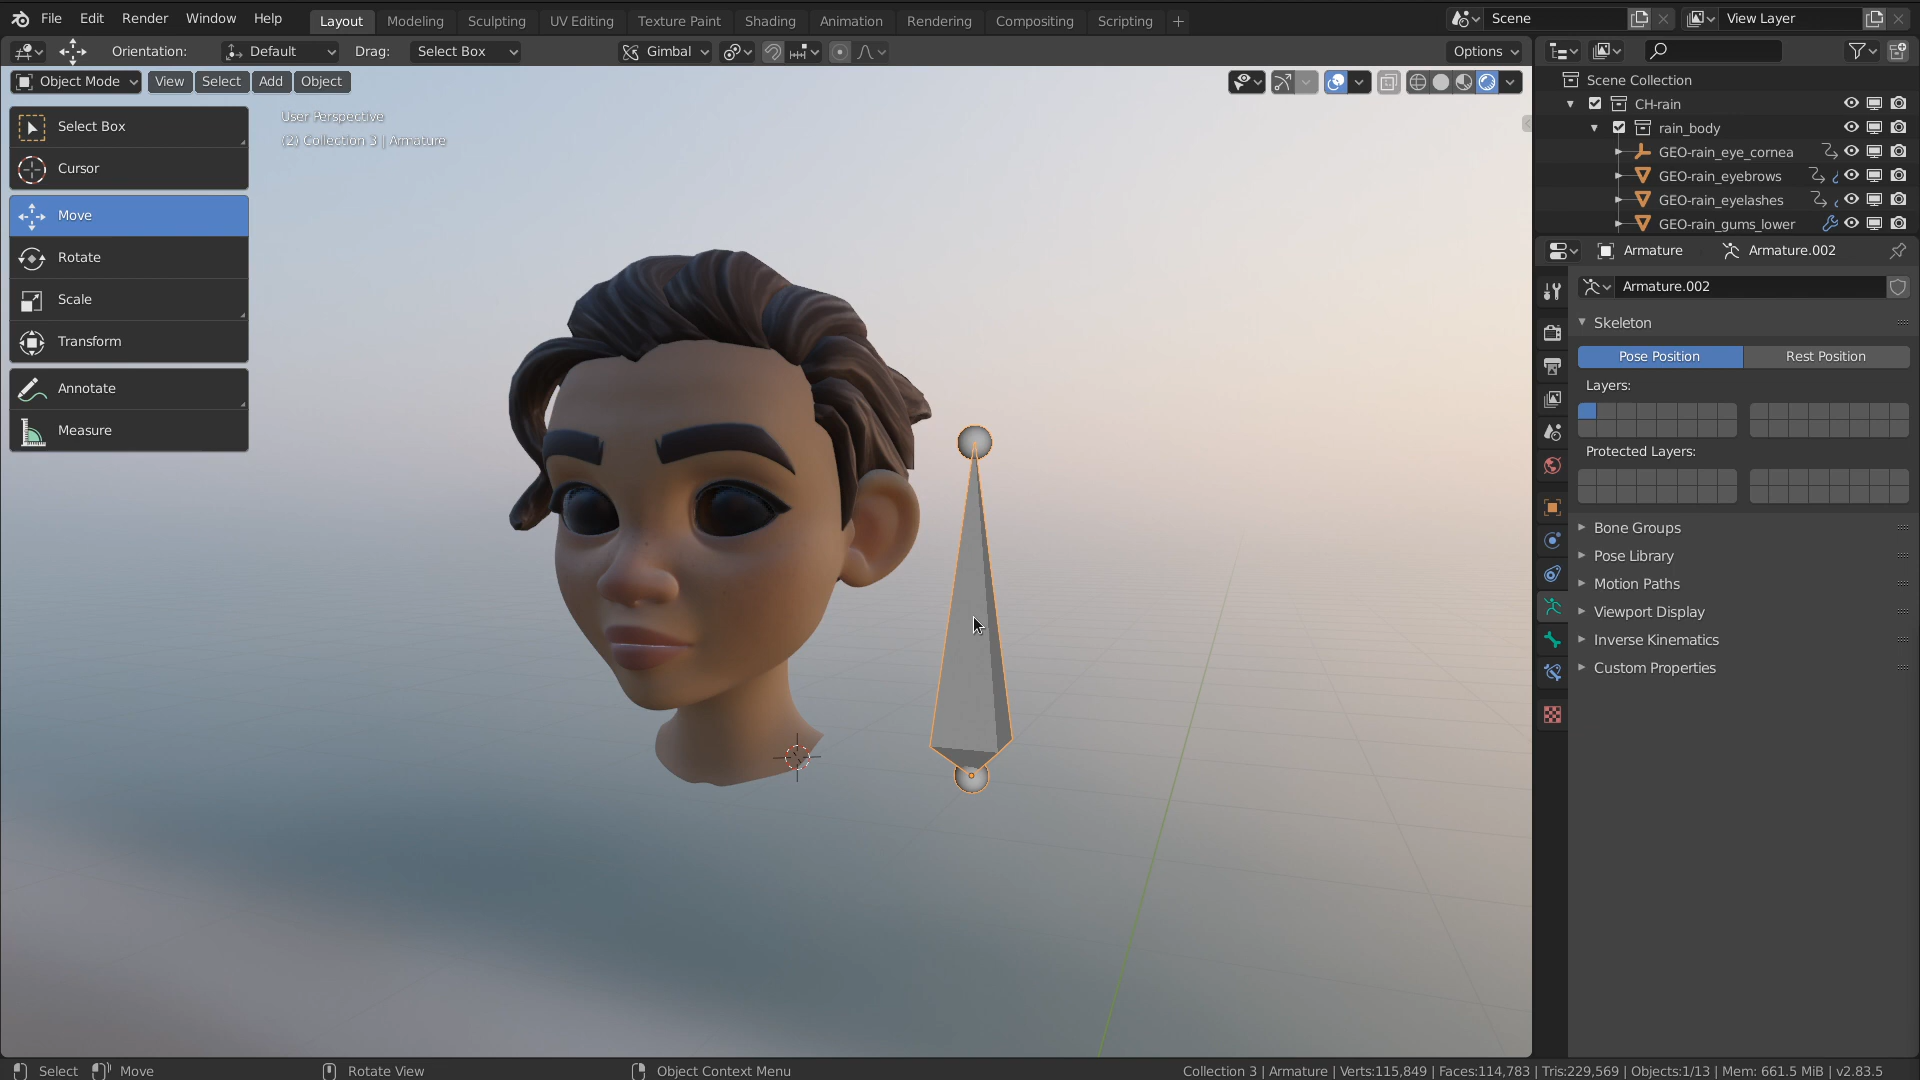 File Edit Render Window Help Layout Modeling Sculpting UV Editing Texture Paint Shading Animation Rendering Compositing Scripting + Scene View Layer
Orientation: Default Drag: Select Box Gimbal Options
Object Mode View Select Add Object
Scene Collection
CH-rain
rain_body
GEO-rain_eye_cornea
GEO-rain_eyebrows
GEO-rain_eyelashes
GEO-rain_gums_lower
Select Box
Cursor
Move
Rotate
Scale
Transform
Annotate
Measure
User Perspective
(2) Collection 3 | Armature
Armature Armature.002
Armature.002
Skeleton
Pose Position Rest Position
Layers:
Protected Layers:
Bone Groups
Pose Library
Motion Paths
Viewport Display
Inverse Kinematics
Custom Properties
Select Move Rotate View Object Context Menu Collection 3 | Armature | Verts:115,849 | Faces:114,783 | Tris:229,569 | Objects:1/13 | Mem: 661.5 MiB | v2.83.5